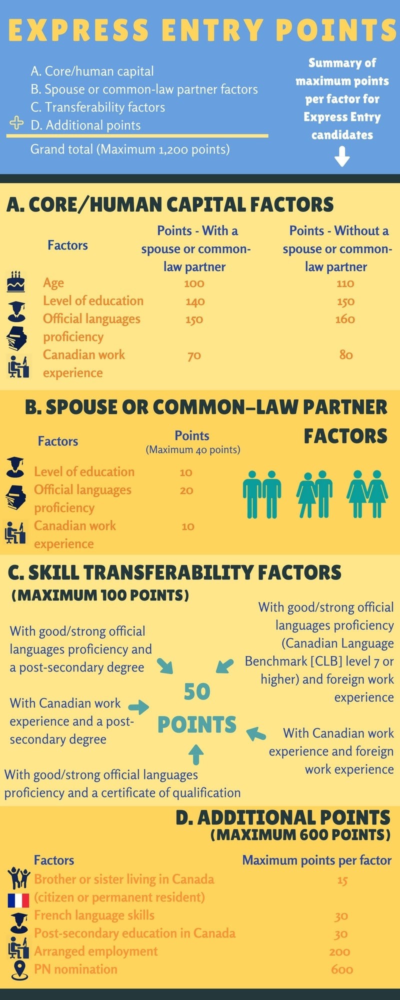 EXPRESS ENTRY POINTS
A. Core/human capital
B. Spouse or common-law partner factors
C. Transferability factors
D. Additional points
Grand total (Maximum 1,200 points)
Summary of
maximum points
per factor for
Express Entry
candidates
A. CORE/HUMAN CAPITAL FACTORS
Factors
Points - With a
spouse or common-
law partner
Points - Without a
spouse or common-
law partner
Age 100 110
Level of education 140 150
Official languages 150 160
proficiency
Canadian work 70 80
experience
B. SPOUSE OR COMMON-LAW PARTNER
FACTORS
Factors
Points
(Maximum 40 points)
Level of education 10
Official languages 20
proficiency
Canadian work 10
experience
C. SKILL TRANSFERABILITY FACTORS
(MAXIMUM 100 POINTS)
With good/strong official
languages proficiency and
a post-secondary degree
With good/strong official
languages proficiency
(Canadian Language
Benchmark [CLB] level 7 or
higher) and foreign work
experience
50
POINTS
With Canadian work
experience and a post-
secondary degree
With Canadian work
experience and foreign
work experience
With good/strong official languages
proficiency and a certificate of qualification
D. ADDITIONAL POINTS
(MAXIMUM 600 POINTS)
Factors Maximum points per factor
Brother or sister living in Canada 15
(citizen or permanent resident)
French language skills 30
Post-secondary education in Canada 30
Arranged employment 200
PN nomination 600